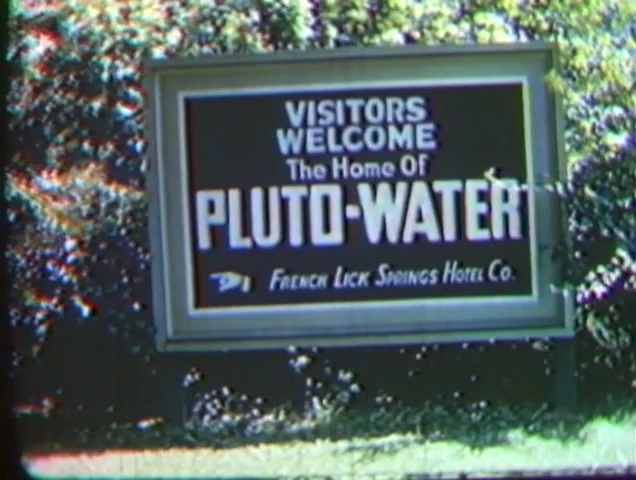 VISITORS
WELCOME
The Home Of
PLUTO-WATER
FRENCH LICK SPRINGS HOTEL CO.